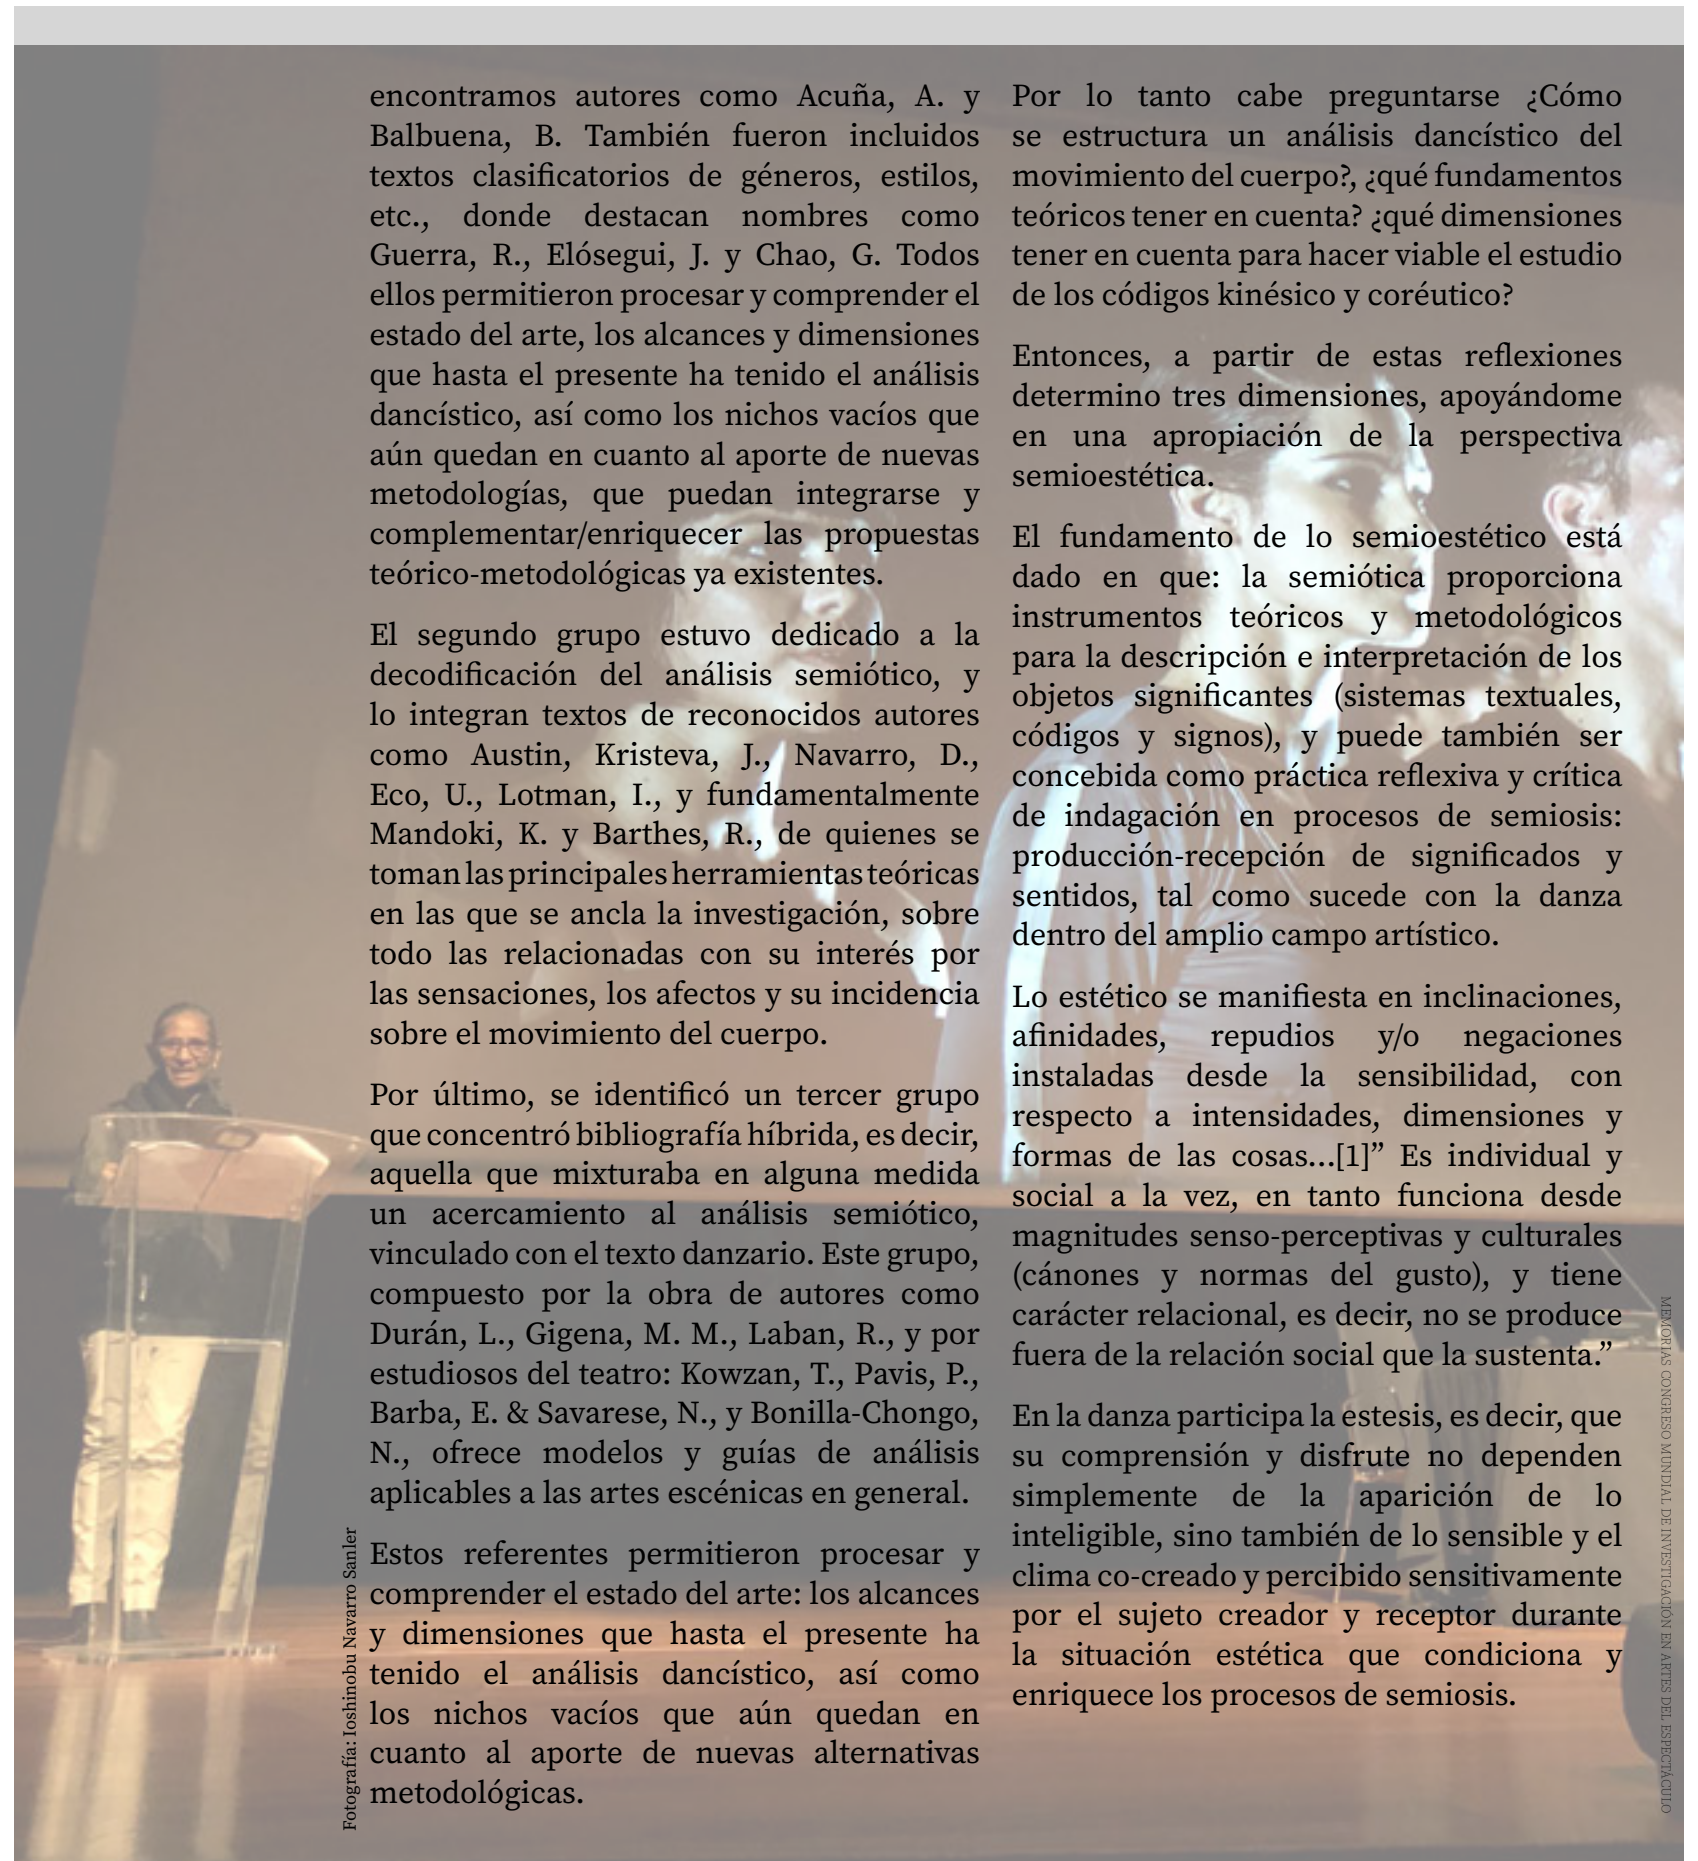 encontramos autores como Acuña, A. y
Balbuena, B. También fueron incluidos
textos clasificatorios de géneros, estilos,
etc., donde destacan nombres como
Guerra, R., Elósegui, J. y Chao, G. Todos
ellos permitieron procesar y comprender el
estado del arte, los alcances y dimensiones
que hasta el presente ha tenido el análisis
dancístico, así como los nichos vacíos que
aún quedan en cuanto al aporte de nuevas
metodologías, que puedan integrarse y
complementar/enriquecer las propuestas
teórico-metodológicas ya existentes.
El segundo grupo estuvo dedicado a la
decodificación del análisis semiótico, y
lo integran textos de reconocidos autores
como Austin, Kristeva, J., Navarro, D.,
Eco, U., Lotman, I., y fundamentalmente
Mandoki, K. y Barthes, R., de quienes se
toman las principales herramientas teóricas
en las que se ancla la investigación, sobre
todo las relacionadas con su interés por
las sensaciones, los afectos y su incidencia
sobre el movimiento del cuerpo.
Por último, se identificó un tercer grupo
que concentró bibliografía híbrida, es decir,
aquella que mixturaba en alguna medida
un acercamiento al análisis semiótico,
vinculado con el texto danzario. Este grupo,
compuesto por la obra de autores como
Durán, L., Gigena, M. M., Laban, R., y por
estudiosos del teatro: Kowzan, T., Pavis, P.,
Barba, E. & Savarese, N., y Bonilla-Chongo,
N., ofrece modelos y guías de análisis
aplicables a las artes escénicas en general.
Estos referentes permitieron procesar y
comprender el estado del arte: los alcances
y dimensiones que hasta el presente ha
tenido el análisis dancístico, así como
los nichos vacíos que aún quedan en
cuanto al aporte de nuevas alternativas
metodológicas.
Por lo tanto cabe preguntarse ¿Cómo
se estructura un análisis dancístico del
movimiento del cuerpo?, ¿qué fundamentos
teóricos tener en cuenta? ¿qué dimensiones
tener en cuenta para hacer viable el estudio
de los códigos kinésico y coréutico?
Entonces, a partir de estas reflexiones
determino tres dimensiones, apoyándome
en una apropiación de la perspectiva
semioestética.
El fundamento de lo semioestético está
dado en que: la semiótica proporciona
instrumentos teóricos y metodológicos
para la descripción e interpretación de los
objetos significantes (sistemas textuales,
códigos y signos), y puede también ser
concebida como práctica reflexiva y crítica
de indagación en procesos de semiosis:
producción-recepción de significados y
sentidos, tal como sucede con la danza
dentro del amplio campo artístico.
Lo estético se manifiesta en inclinaciones,
afinidades, repudios y/o negaciones
instaladas desde la sensibilidad, con
respecto a intensidades, dimensiones y
formas de las cosas...[1]” Es individual y
social a la vez, en tanto funciona desde
magnitudes senso-perceptivas y culturales
(cánones y normas del gusto), y tiene
carácter relacional, es decir, no se produce
fuera de la relación social que la sustenta.”
En la danza participa la estesis, es decir, que
su comprensión y disfrute no dependen
simplemente de la aparición de lo
inteligible, sino también de lo sensible y el
clima co-creado y percibido sensitivamente
por el sujeto creador y receptor durante
la situación estética que condiciona y
enriquece los procesos de semiosis.
Fotografía: Ioshinobu Navarro Sanler
MEMORIAS CONGRESO MUNDIAL DE INVESTIGACIÓN EN ARTES DEL ESPECTÁCULO